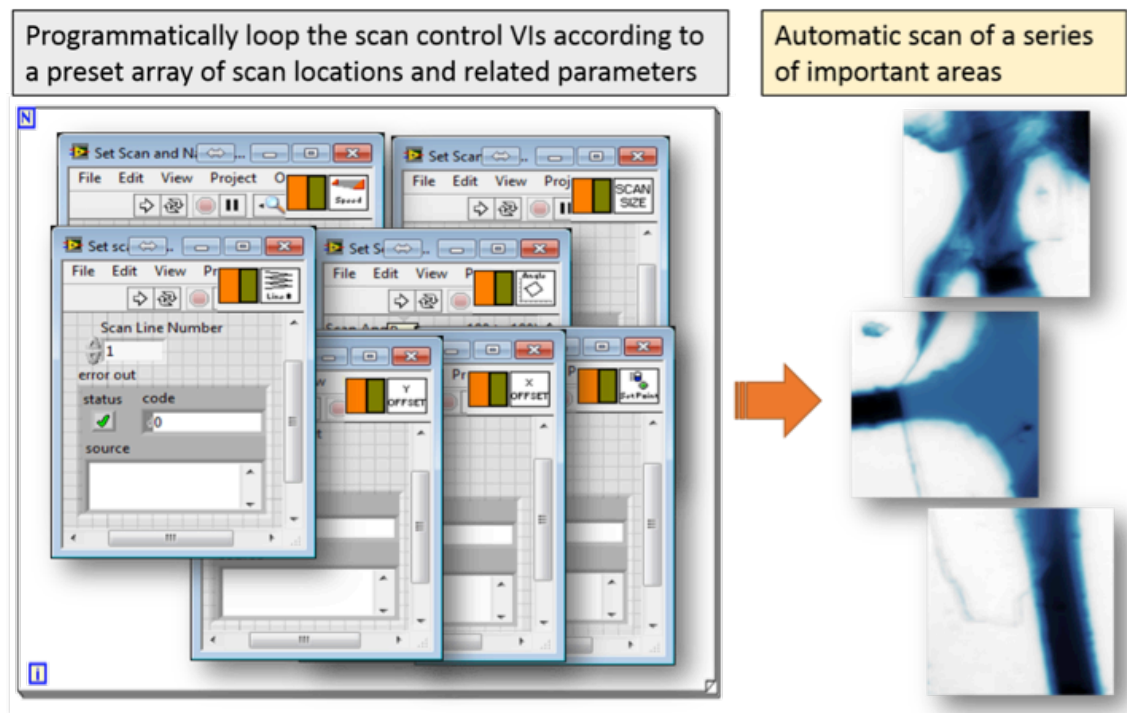 Programmatically loop the scan control VIs according to
a preset array of scan locations and related parameters
Automatic scan of a series
of important areas
N
Set Scan and
File Edit View Project
Speed
Set Scan
File Edit View
SCAN
SIZE
Set
File Edit View
Line #
Scan Line Number
1
error out
status code
0
source
File Edit View
Angle
Y
OFFSET
X
OFFSET
SetPoint
i